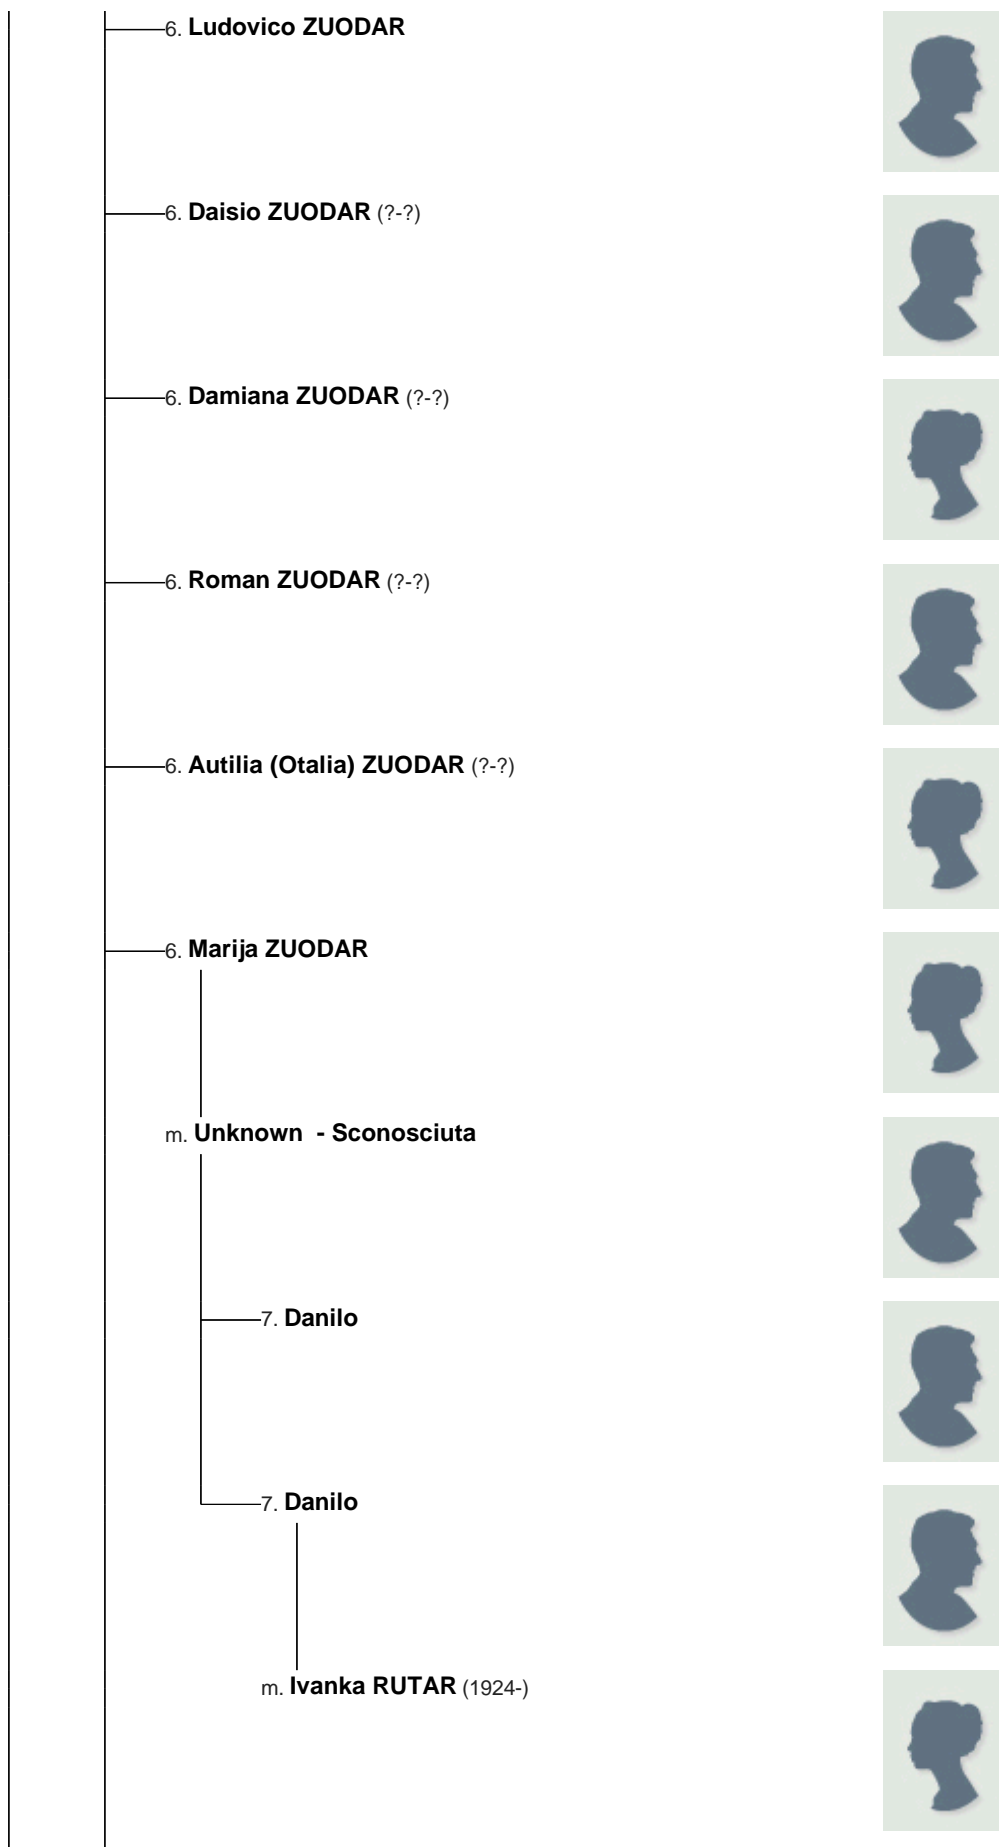 6. Ludovico ZUODAR
6. Daisio ZUODAR (?-?)
6. Damiana ZUODAR (?-?)
6. Roman ZUODAR (?-?)
6. Autilia (Otalia) ZUODAR (?-?)
6. Marija ZUODAR
m. Unknown - Sconosciuta
7. Danilo
7. Danilo
m. Ivanka RUTAR (1924-)